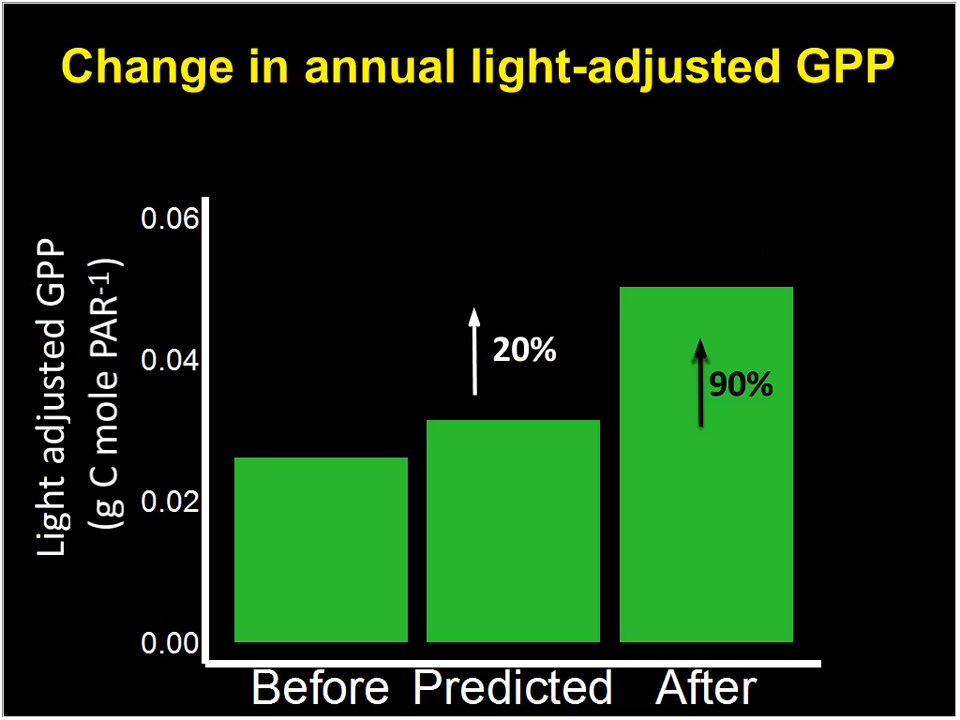 Change in annual light-adjusted GPP
Light adjusted GPP
(g C mole PAR-1)
0.06
0.04
0.02
0.00
20%
90%
Before Predicted After